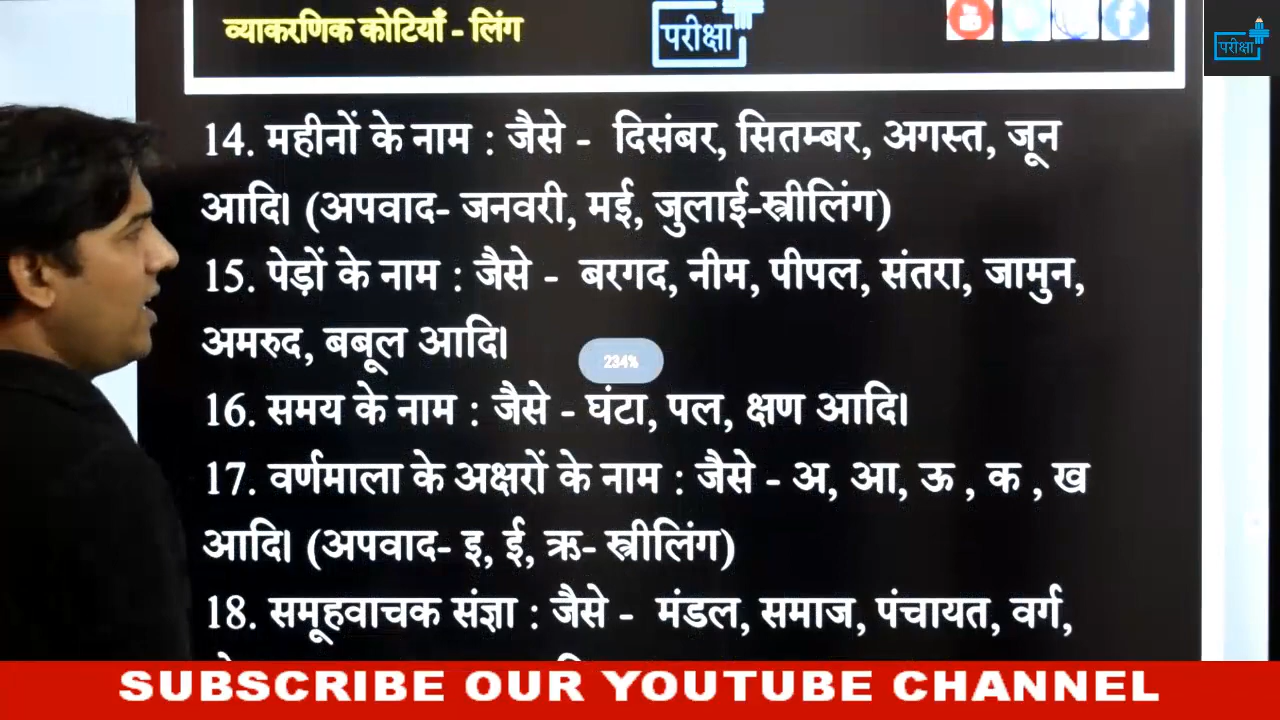 व्याकरणिक कोटियाँ - लिंग
परीक्षा
परीक्षा
14. महीनों के नाम : जैसे - दिसंबर, सितम्बर, अगस्त, जून
आदि। (अपवाद- जनवरी, मई, जुलाई-स्त्रीलिंग)
15. पेड़ों के नाम : जैसे - बरगद, नीम, पीपल, संतरा, जामुन,
अमरुद, बबूल आदि।
234%
16. समय के नाम : जैसे - घंटा, पल, क्षण आदि।
17. वर्णमाला के अक्षरों के नाम : जैसे - अ, आ, ऊ , क , ख
आदि। (अपवाद- इ, ई, ऋ- स्त्रीलिंग)
18. समूहवाचक संज्ञा : जैसे - मंडल, समाज, पंचायत, वर्ग,
SUBSCRIBE OUR YOUTUBE CHANNEL